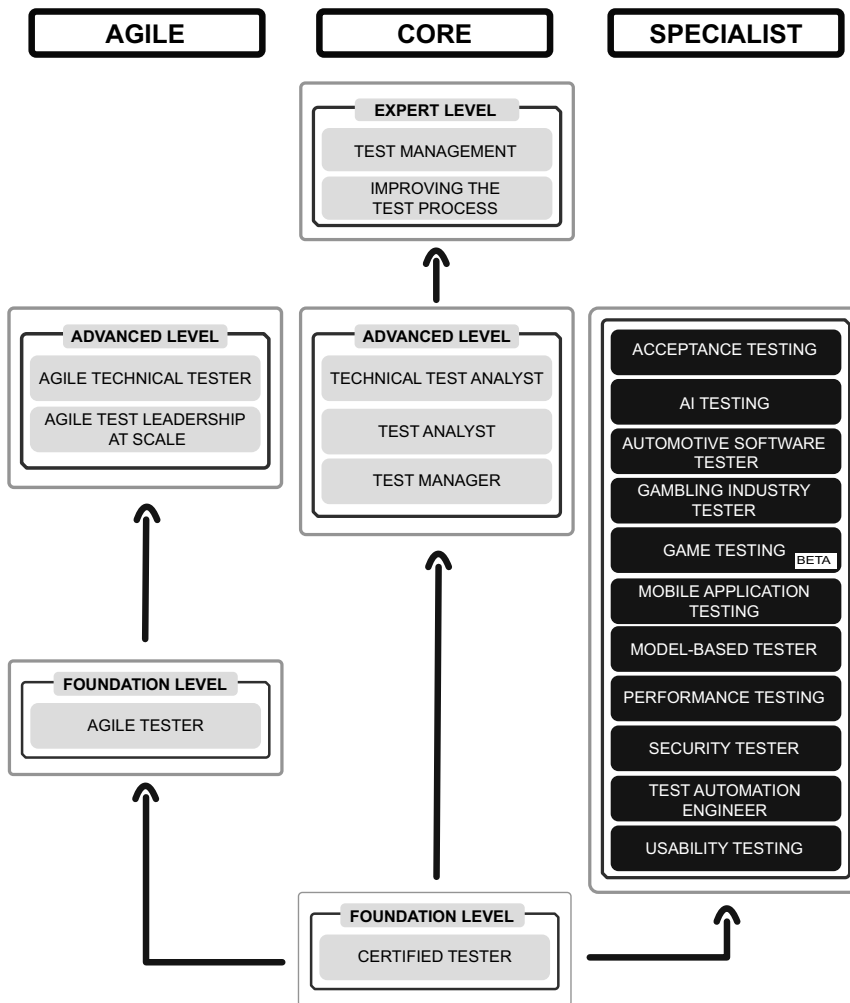 AGILE
CORE
SPECIALIST
EXPERT LEVEL
TEST MANAGEMENT
IMPROVING THE
TEST PROCESS
ADVANCED LEVEL
AGILE TECHNICAL TESTER
AGILE TEST LEADERSHIP
AT SCALE
ADVANCED LEVEL
TECHNICAL TEST ANALYST
TEST ANALYST
TEST MANAGER
ACCEPTANCE TESTING
AI TESTING
AUTOMOTIVE SOFTWARE
TESTER
GAMBLING INDUSTRY
TESTER
GAME TESTING
BETA
MOBILE APPLICATION
TESTING
MODEL-BASED TESTER
PERFORMANCE TESTING
SECURITY TESTER
TEST AUTOMATION
ENGINEER
USABILITY TESTING
FOUNDATION LEVEL
AGILE TESTER
FOUNDATION LEVEL
CERTIFIED TESTER